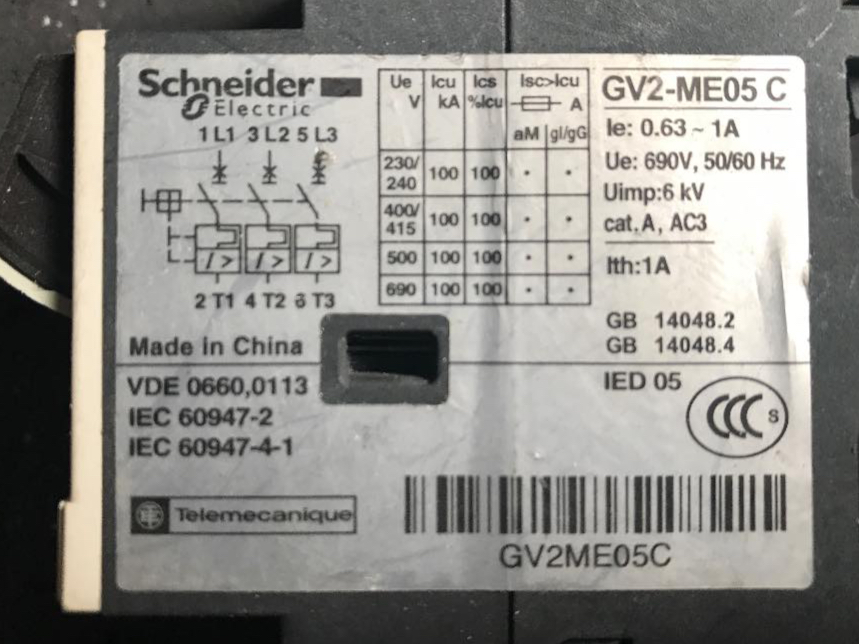 Schneider
Electric
1 L1 3 L2 5 L3
I > I > I >
2 T1 4 T2 6 T3
Ue V Icu kA Ics %Icu Isc>Icu A
aM gl/gG
230/240 100 100 • •
400/415 100 100 • •
500 100 100 • •
690 100 100 • •
GV2-ME05 C
Ie: 0.63 ~ 1A
Ue: 690V, 50/60 Hz
Uimp:6 kV
cat.A, AC3
Ith:1A
GB 14048.2
GB 14048.4
Made in China
VDE 0660,0113
IEC 60947-2
IEC 60947-4-1
IED 05
CCC S
TE Telemecanique
GV2ME05C